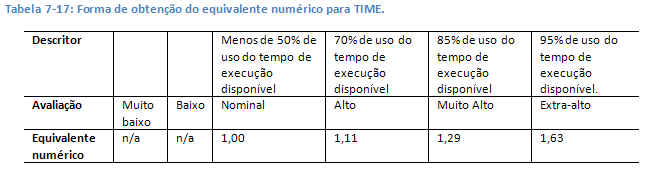 Tabela 7-17: Forma de obtenção do equivalente numérico para TIME.
Descritor Menos de 50% de 70% de uso do 85% de uso do 95% de uso do
uso do tempo de tempo de tempo de tempo de
execução execução execução execução
disponível disponível disponível disponível.
Avaliação Muito Baixo Nominal Alto Muito Alto Extra-alto
baixo
Equivalente n/a n/a 1,00 1,11 1,29 1,63
numérico